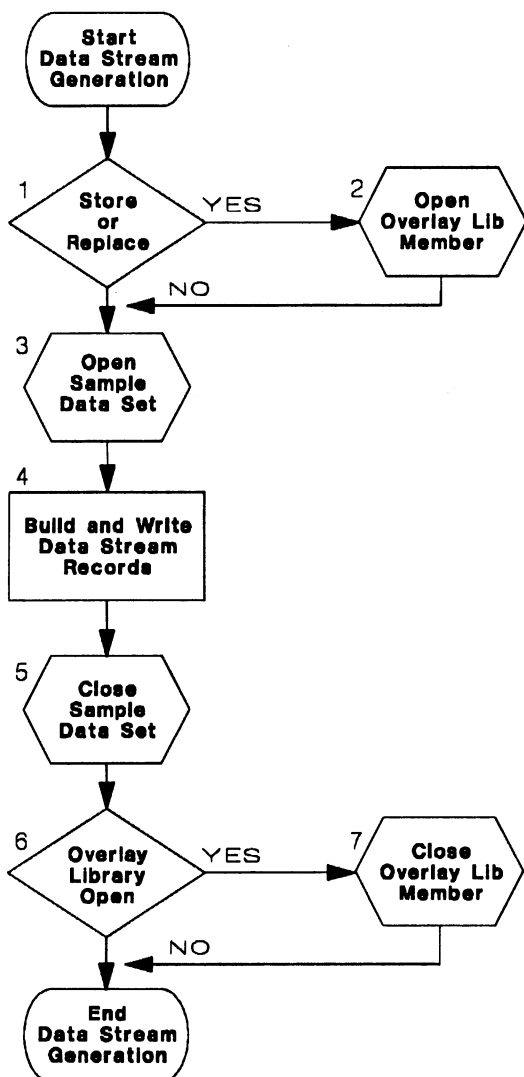 Start
Data Stream
Generation
1
Store
or
Replace
YES
2
Open
Overlay Lib
Member
NO
3
Open
Sample
Data Set
4
Build and Write
Data Stream
Records
5
Close
Sample
Data Set
6
Overlay
Library
Open
YES
7
Close
Overlay Lib
Member
NO
End
Data Stream
Generation